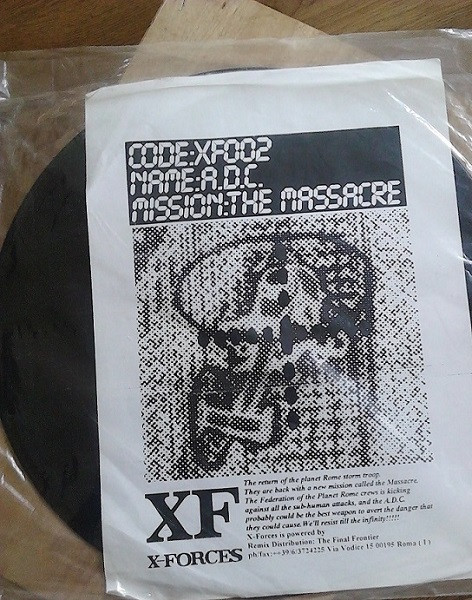 CODE:XF002
NAME:A.D.C.
MISSION:THE MASSACRE
XF
X-FORCES
The return of the planet Rome storm troop.
They are back with a new mission called the Massacre.
The Federation of the Planet Rome crews is kicking
against all the sub-human attacks, and the A.D.C.
probably could be the best weapon to avert the danger that
they could cause. We'll resist till the infinity!!!!!
X-Forces is powered by
Remix Distribution: The Final Frontier
ph/fax:++39/6/3724225 Via Vodice 15 00195 Roma ( I )